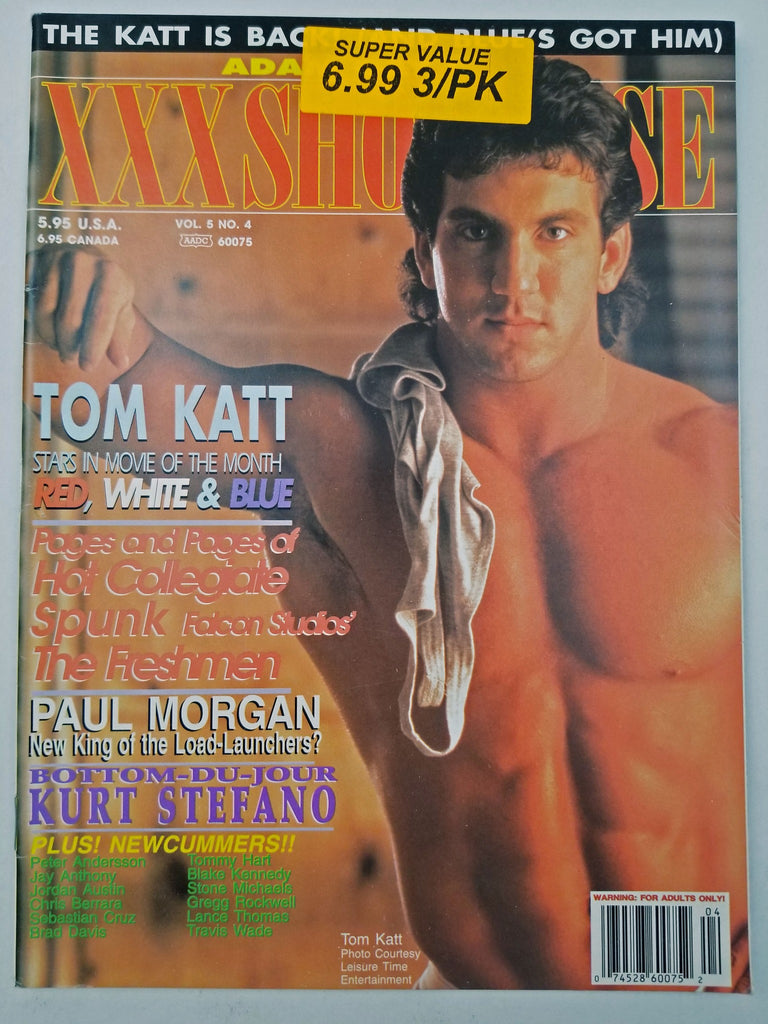 THE KATT IS BACK (AND BLUE'S GOT HIM)
SUPER VALUE
6.99 3/PK
ADA
XXX SHO SE
5.95 U.S.A.
6.95 CANADA
VOL. 5 NO. 4
AADC 60075
TOM KATT
STARS IN MOVIE OF THE MONTH
RED, WHITE & BLUE
Pages and Pages of
Hot Collegiate
Spunk Falcon Studios'
The Freshmen
PAUL MORGAN
New King of the Load-Launchers?
BOTTOM-DU-JOUR
KURT STEFANO
PLUS! NEWCUMMERS!!
Peter Andersson
Jay Anthony
Jordan Austin
Chris Berrera
Sebastian Cruz
Brad Davis
Tommy Hart
Blake Kennedy
Stone Michaels
Gregg Rockwell
Lance Thomas
Travis Wade
Tom Katt
Photo Courtesy
Leisure Time
Entertainment
WARNING: FOR ADULTS ONLY!
04
0 74528 60075 2